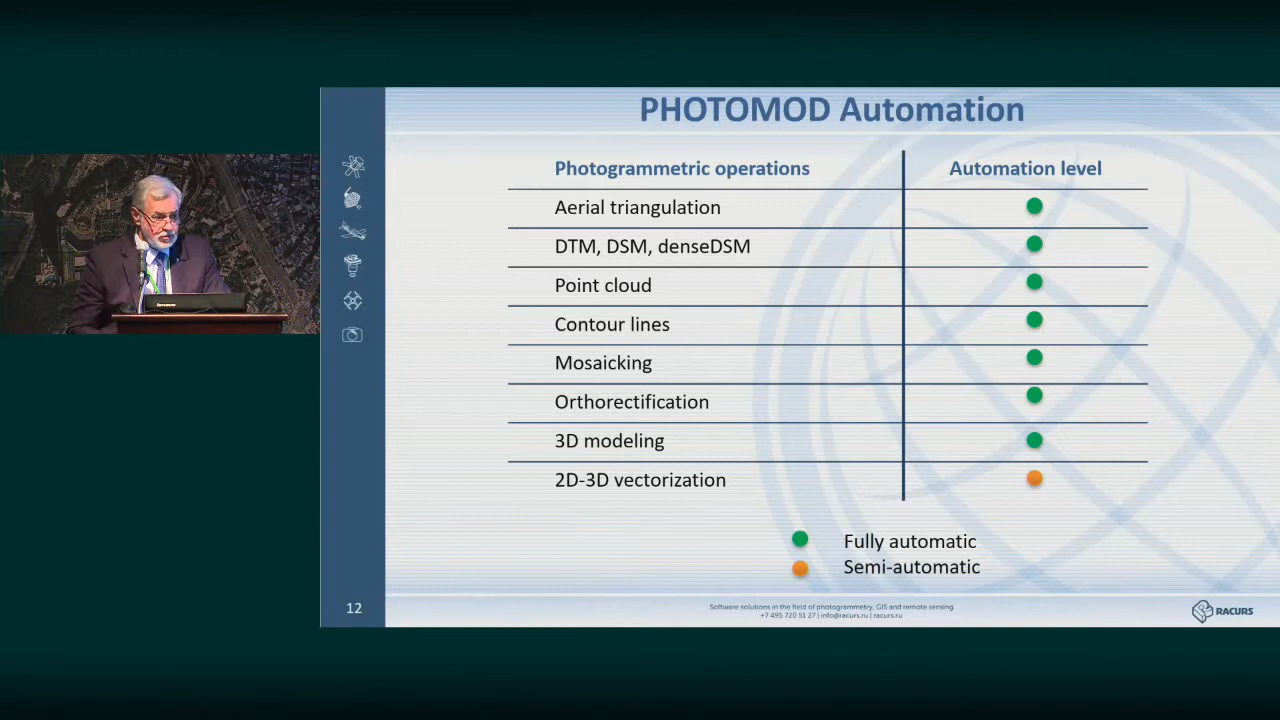 PHOTOMOD Automation
Photogrammetric operations Automation level
Aerial triangulation
DTM, DSM, denseDSM
Point cloud
Contour lines
Mosaicking
Orthorectification
3D modeling
2D-3D vectorization
Fully automatic
Semi-automatic
12
Software solutions in the field of photogrammetry, GIS and remote sensing
+7 495 720 51 27 | info@racurs.ru | racurs.ru
RACURS